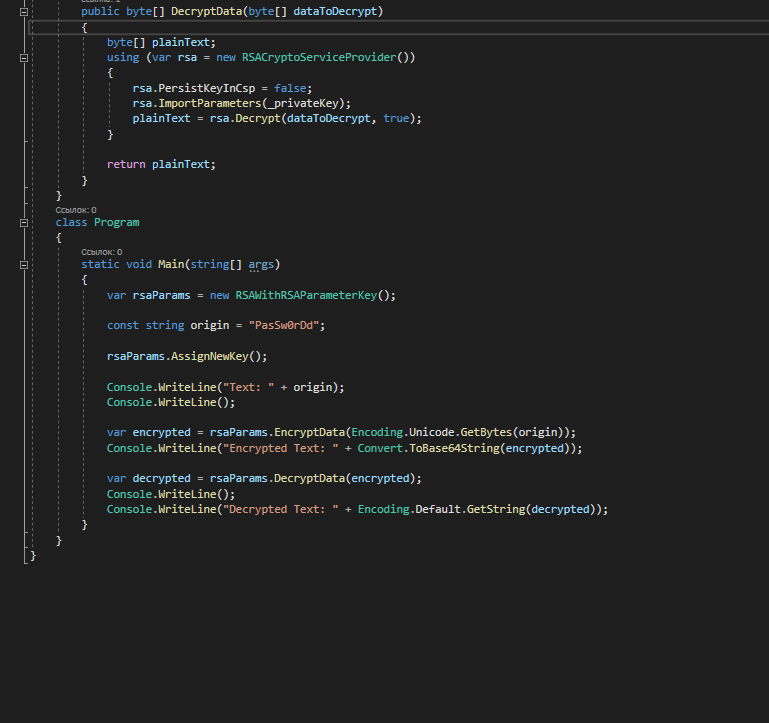 public byte[] DecryptData(byte[] dataToDecrypt)
{
byte[] plainText;
using (var rsa = new RSACryptoServiceProvider())
{
rsa.PersistKeyInCsp = false;
rsa.ImportParameters(_privateKey);
plainText = rsa.Decrypt(dataToDecrypt, true);
}
return plainText;
}
}
Ссылок: 0
class Program
{
Ссылок: 0
static void Main(string[] args)
{
var rsaParams = new RSAWithRSAParameterKey();
const string origin = "PasSw0rDd";
rsaParams.AssignNewKey();
Console.WriteLine("Text: " + origin);
Console.WriteLine();
var encrypted = rsaParams.EncryptData(Encoding.Unicode.GetBytes(origin));
Console.WriteLine("Encrypted Text: " + Convert.ToBase64String(encrypted));
var decrypted = rsaParams.DecryptData(encrypted);
Console.WriteLine();
Console.WriteLine("Decrypted Text: " + Encoding.Default.GetString(decrypted));
}
}
}